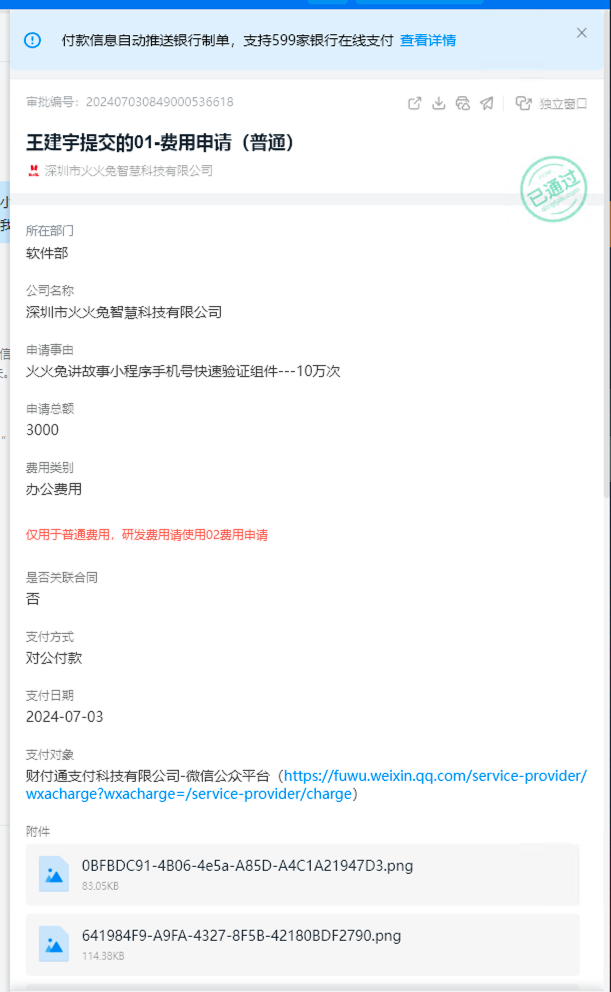 付款信息自动推送银行制单，支持599家银行在线支付 查看详情
审批编号：202407030849000536618
独立窗口
王建宇提交的01-费用申请（普通）
深圳市火火兔智慧科技有限公司
已通过
所在部门
软件部
公司名称
深圳市火火兔智慧科技有限公司
申请事由
火火兔讲故事小程序手机号快速验证组件---10万次
申请总额
3000
费用类别
办公费用
仅用于普通费用，研发费用请使用02费用申请
是否关联合同
否
支付方式
对公付款
支付日期
2024-07-03
支付对象
财付通支付科技有限公司-微信公众平台（https://fuwu.weixin.qq.com/service-provider/
wxacharge?wxacharge=/service-provider/charge）
附件
0BFBDC91-4B06-4e5a-A85D-A4C1A21947D3.png
83.05KB
641984F9-A9FA-4327-8F5B-42180BDF2790.png
114.38KB